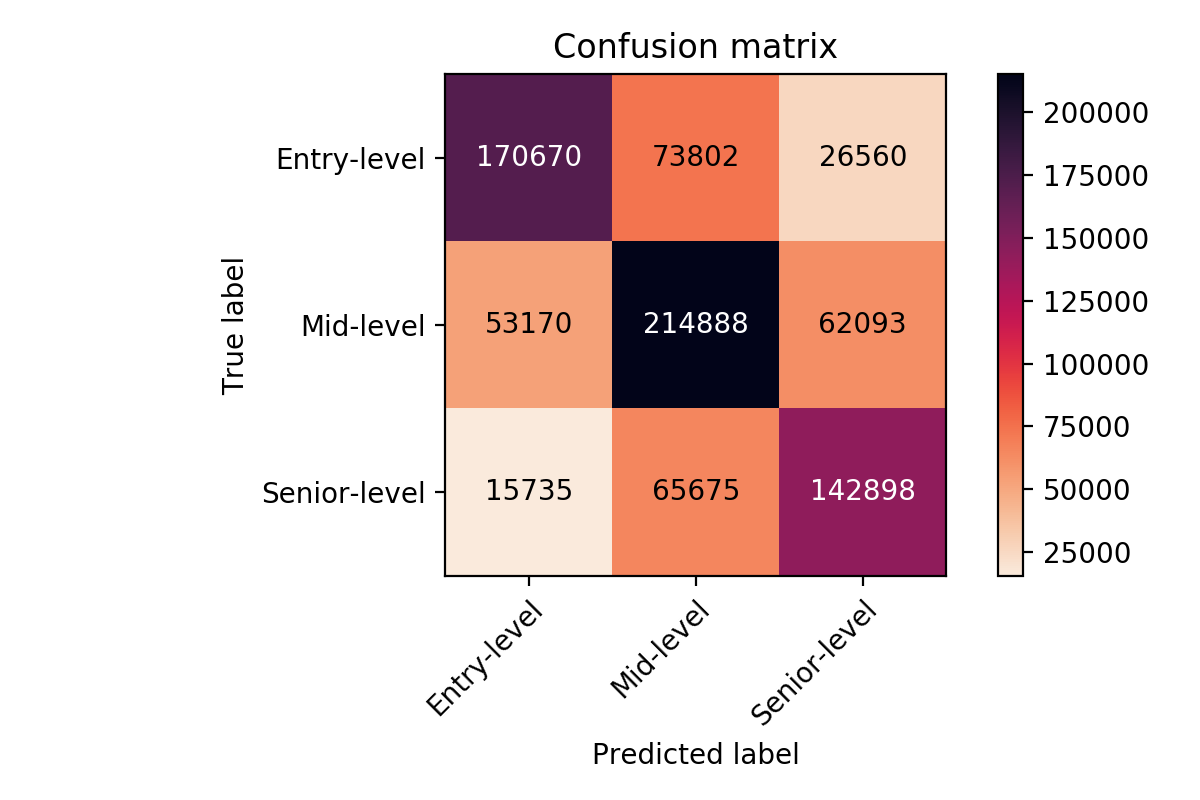 Confusion matrix
Entry-level 170670 73802 26560
Mid-level 53170 214888 62093
Senior-level 15735 65675 142898
True label
Entry-level Mid-level Senior-level
Predicted label
200000
175000
150000
125000
100000
75000
50000
25000